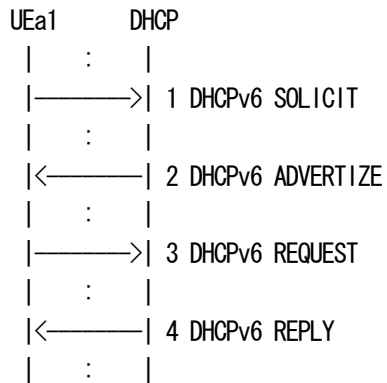 UEa1 DHCP
| : |
|--------->| 1 DHCPv6 SOLICIT
| : |
|<---------| 2 DHCPv6 ADVERTIZE
| : |
|--------->| 3 DHCPv6 REQUEST
| : |
|<---------| 4 DHCPv6 REPLY
| : |